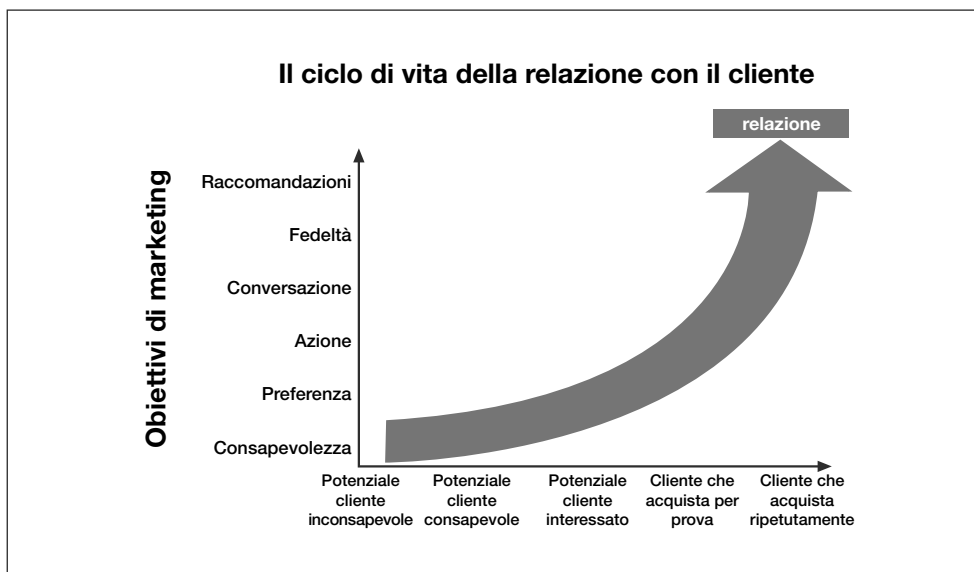 Il ciclo di vita della relazione con il cliente
relazione
Obiettivi di marketing
Raccomandazioni
Fedeltà
Conversazione
Azione
Preferenza
Consapevolezza
Potenziale
cliente
inconsapevole
Potenziale
cliente
consapevole
Potenziale
cliente
interessato
Cliente che
acquista per
prova
Cliente che
acquista
ripetutamente